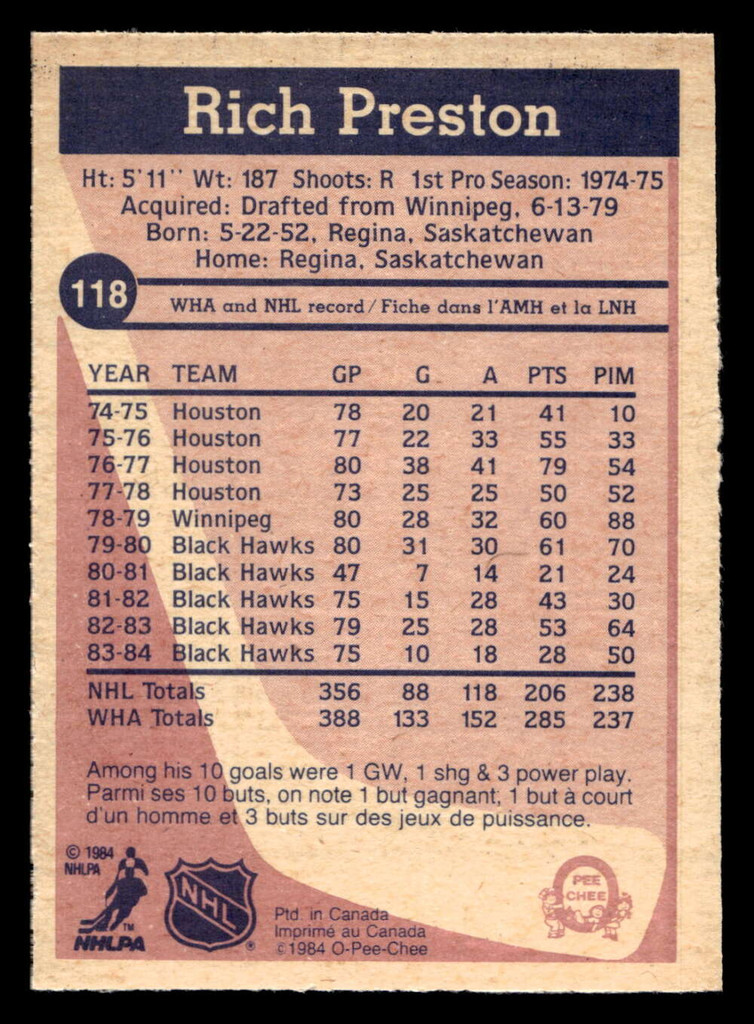 Rich Preston
Ht: 5'11'' Wt: 187 Shoots: R 1st Pro Season: 1974-75
Acquired: Drafted from Winnipeg, 6-13-79
Born: 5-22-52, Regina, Saskatchewan
Home: Regina, Saskatchewan
118
WHA and NHL record/Fiche dans l'AMH et la LNH
YEAR TEAM GP G A PTS PIM
74-75 Houston 78 20 21 41 10
75-76 Houston 77 22 33 55 33
76-77 Houston 80 38 41 79 54
77-78 Houston 73 25 25 50 52
78-79 Winnipeg 80 28 32 60 88
79-80 Black Hawks 80 31 30 61 70
80-81 Black Hawks 47 7 14 21 24
81-82 Black Hawks 75 15 28 43 30
82-83 Black Hawks 79 25 28 53 64
83-84 Black Hawks 75 10 18 28 50
NHL Totals 356 88 118 206 238
WHA Totals 388 133 152 285 237
Among his 10 goals were 1 GW, 1 shg & 3 power play.
Parmi ses 10 buts, on note 1 but gagnant, 1 but à court
d'un homme et 3 buts sur des jeux de puissance.
© 1984
NHLPA
TM
NHLPA
NHL
®
Ptd. in Canada
Imprimé au Canada
©1984 O-Pee-Chee
PEE
CHEE